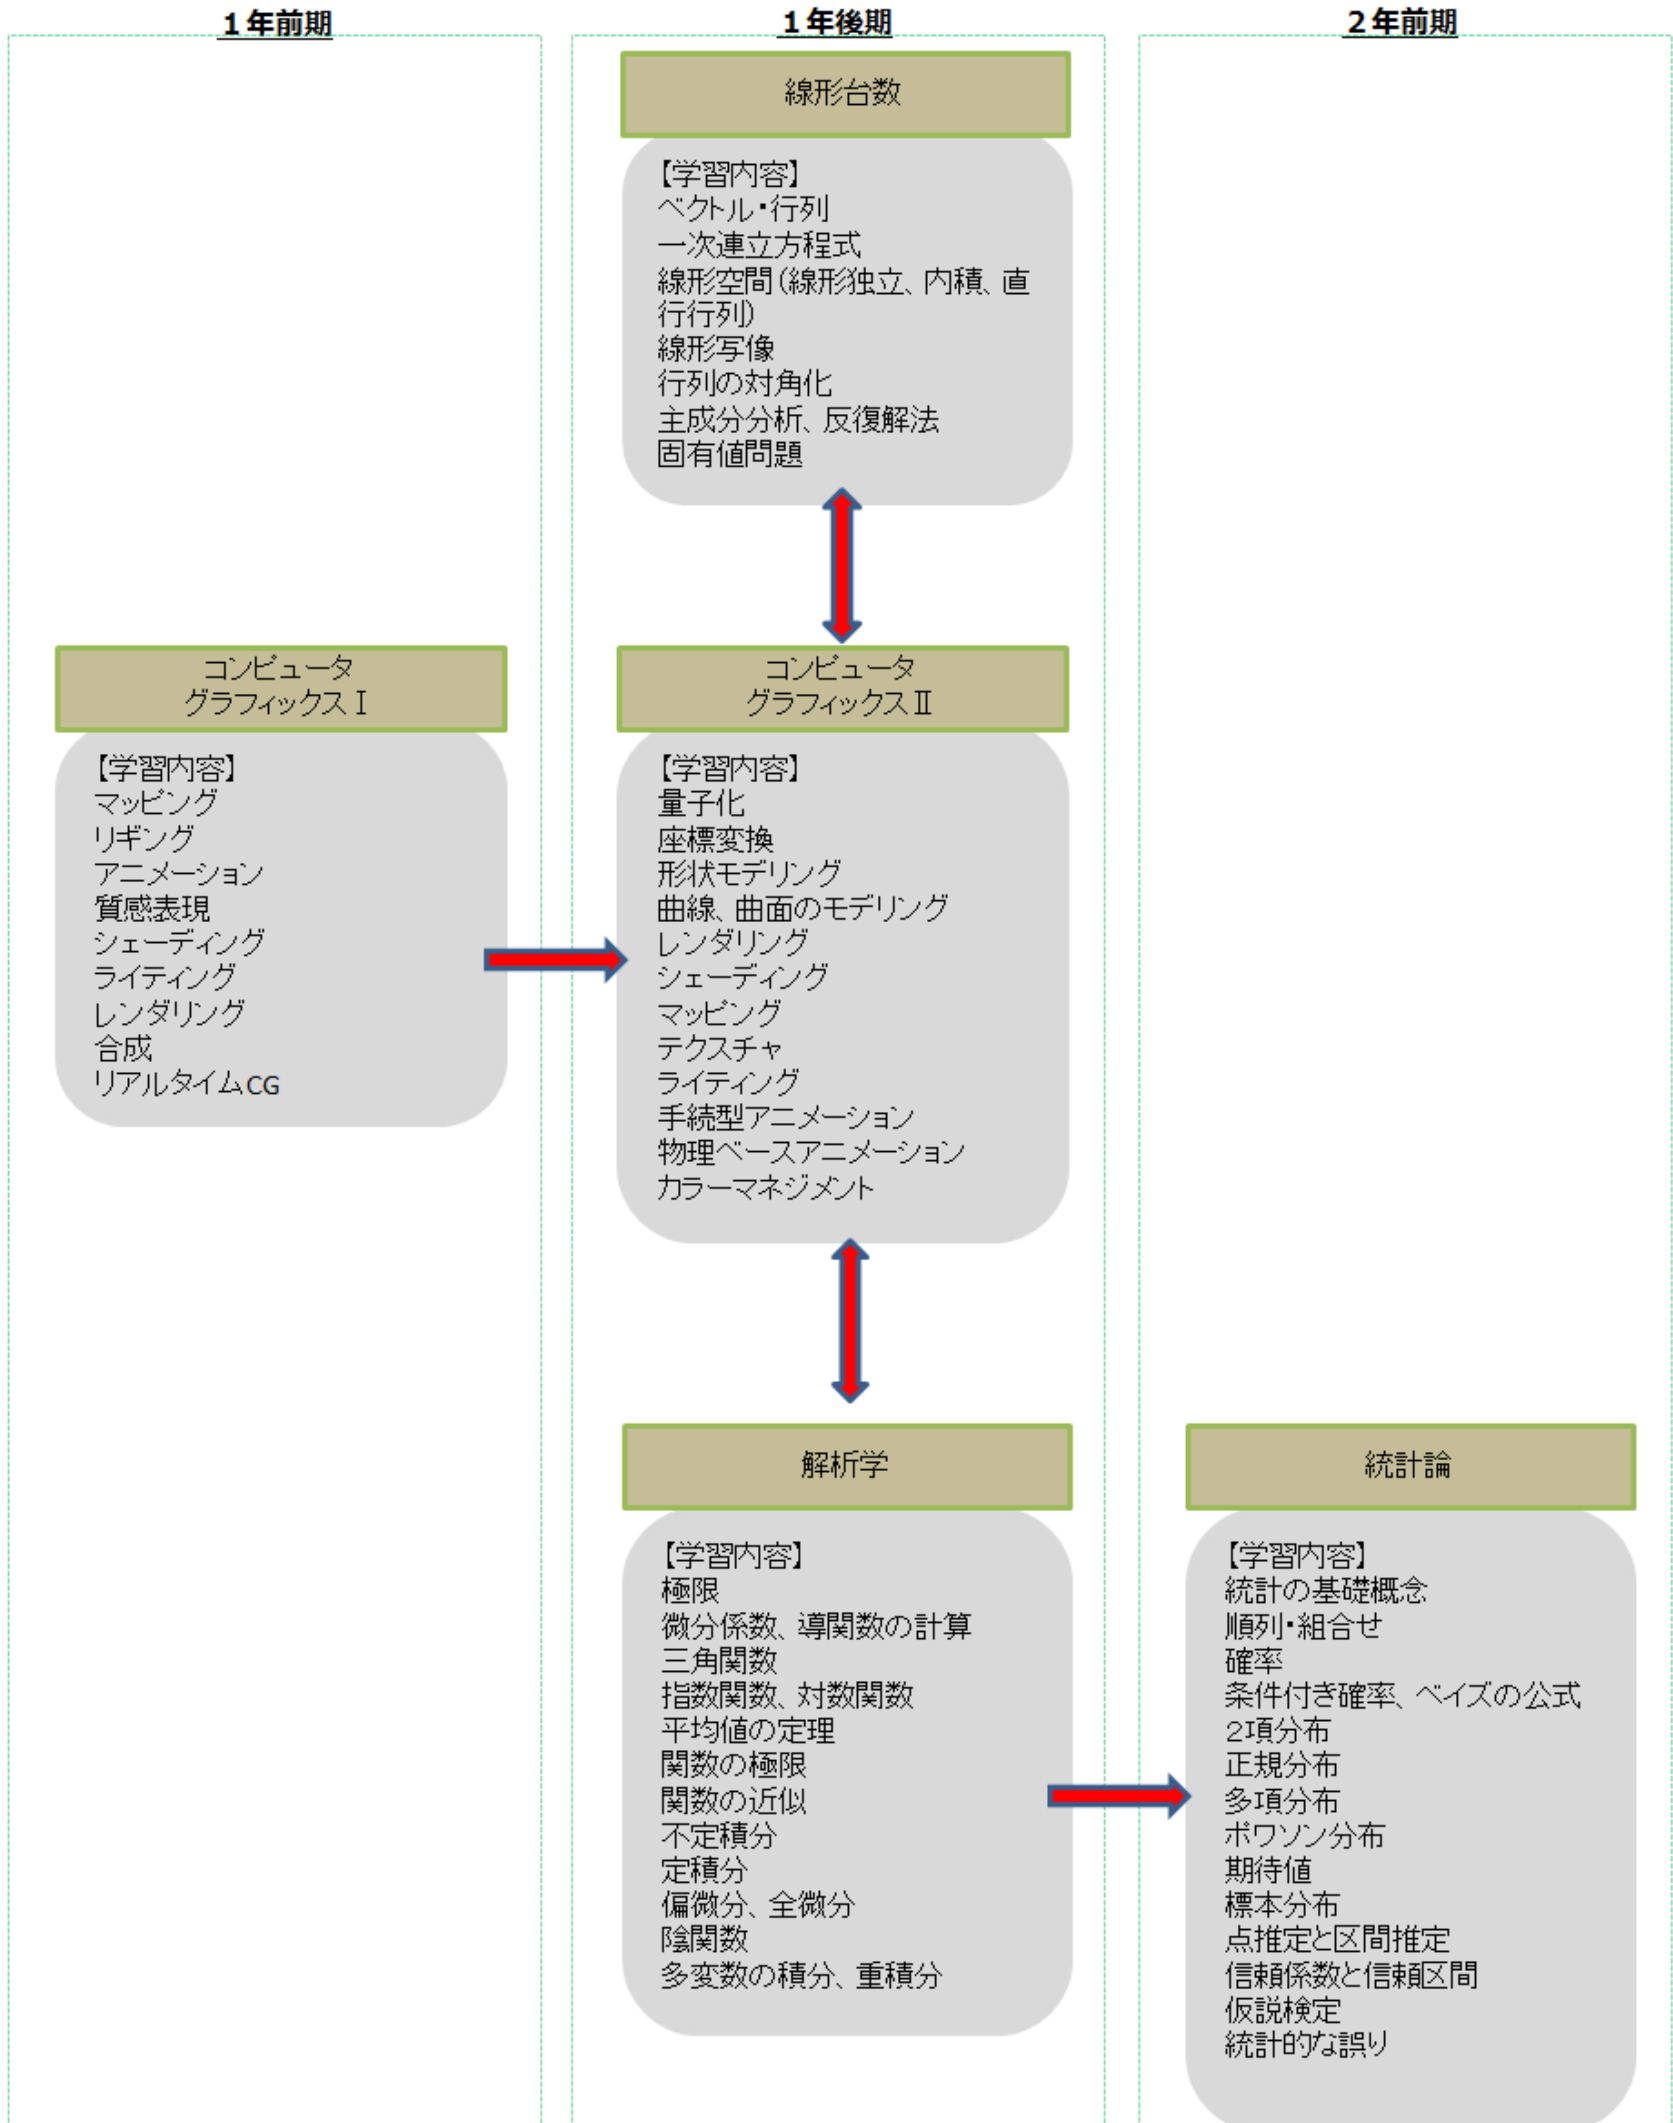 1年前期
1年後期
2年前期
線形台数
【学習内容】
ベクトル・行列
一次連立方程式
線形空間(線形独立、内積、直
行行列)
線形写像
行列の対角化
主成分分析、反復解法
固有値問題
コンピュータ
グラフィックスⅠ
【学習内容】
マッピング
リギング
アニメーション
質感表現
シェーディング
ライティング
レンダリング
合成
リアルタイムCG
コンピュータ
グラフィックスⅡ
【学習内容】
量子化
座標変換
形状モデリング
曲線、曲面のモデリング
レンダリング
シェーディング
マッピング
テクスチャ
ライティング
手続型アニメーション
物理ベースアニメーション
カラーマネジメント
解析学
【学習内容】
極限
微分係数、導関数の計算
三角関数
指数関数、対数関数
平均値の定理
関数の極限
関数の近似
不定積分
定積分
偏微分、全微分
陰関数
多変数の積分、重積分
統計論
【学習内容】
統計の基礎概念
順列・組合せ
確率
条件付き確率、ベイズの公式
2項分布
正規分布
多項分布
ポワソン分布
期待値
標本分布
点推定と区間推定
信頼係数と信頼区間
仮説検定
統計的な誤り